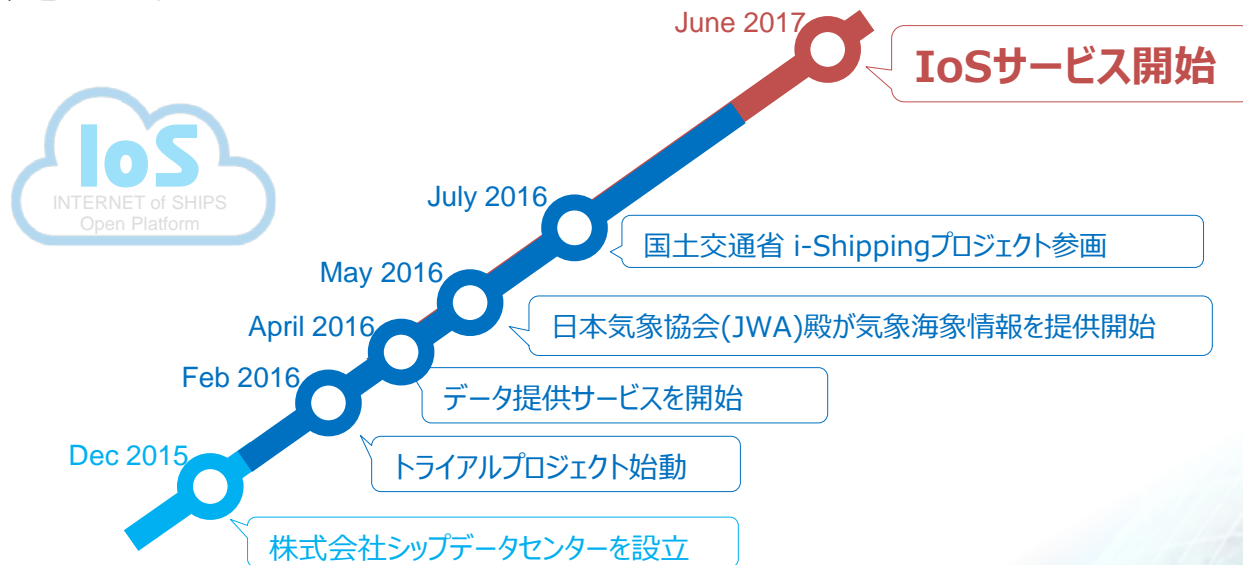 June 2017
IoSサービス開始
IoS
INTERNET of SHIPS
Open Platform
July 2016
国土交通省 i-Shippingプロジェクト参画
May 2016
日本気象協会(JWA)殿が気象海象情報を提供開始
April 2016
データ提供サービスを開始
Feb 2016
トライアルプロジェクト始動
Dec 2015
株式会社シップデータセンターを設立